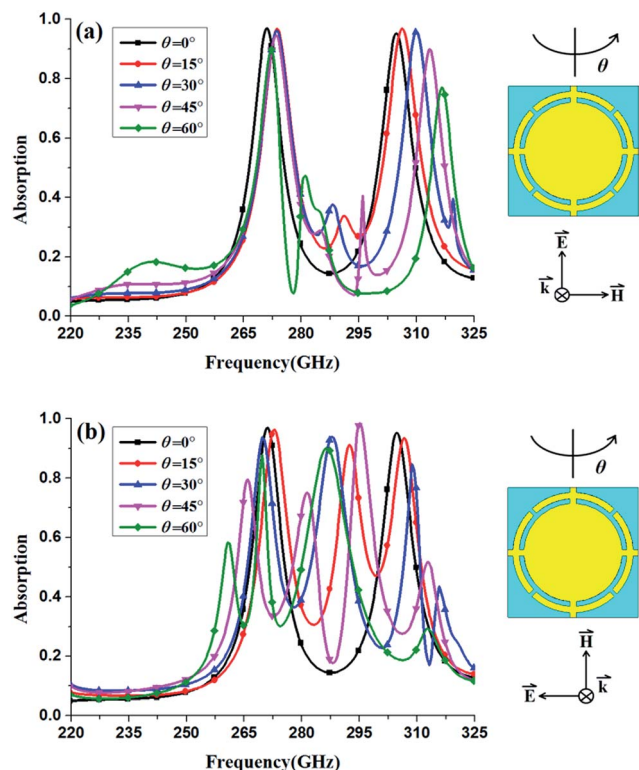 (a)
θ=0°
θ=15°
θ=30°
θ=45°
θ=60°
Absorption
1.0
0.8
0.6
0.4
0.2
0.0
220 235 250 265 280 295 310 325
Frequency(GHz)
θ
E
k
H
(b)
θ=0°
θ=15°
θ=30°
θ=45°
θ=60°
Absorption
1.0
0.8
0.6
0.4
0.2
0.0
220 235 250 265 280 295 310 325
Frequency(GHz)
θ
H
E
k